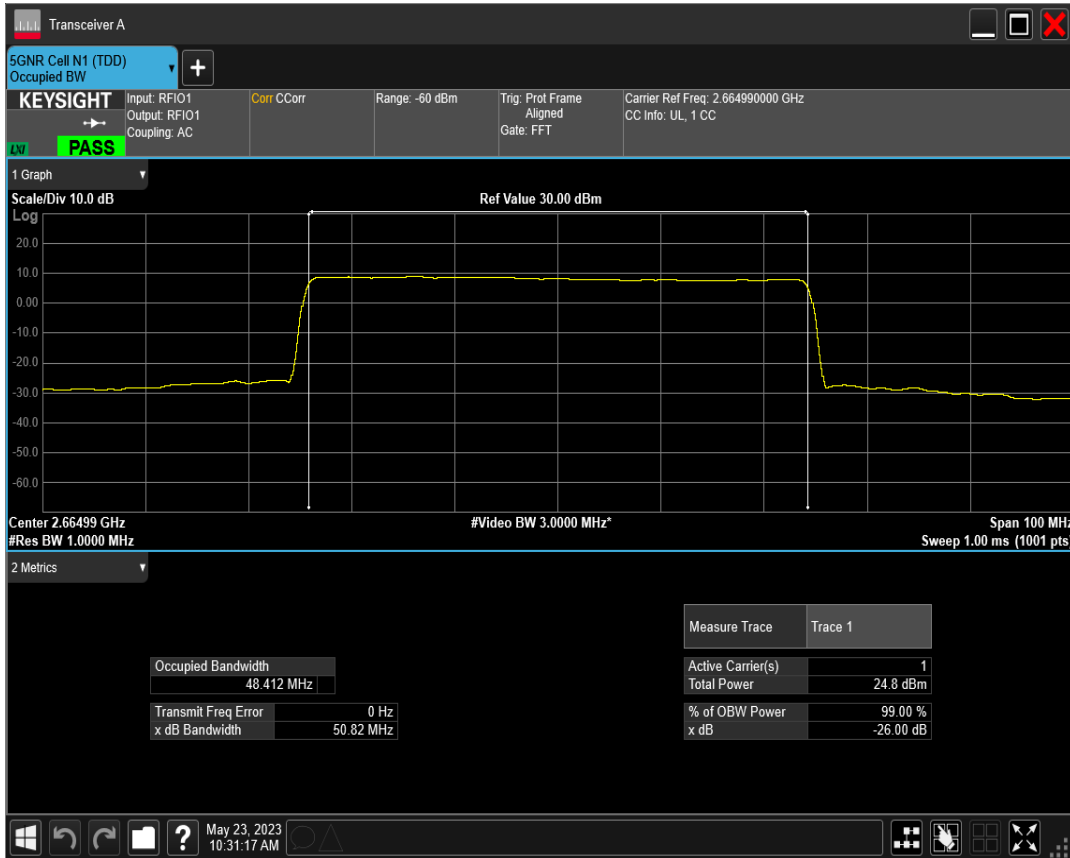 Transceiver A
5GNR Cell N1 (TDD)
Occupied BW
+
KEYSIGHT
LXI
PASS
Input: RFIO1
Output: RFIO1
Coupling: AC
Corr CCorr
Range: -60 dBm
Trig: Prot Frame
Aligned
Gate: FFT
Carrier Ref Freq: 2.664990000 GHz
CC Info: UL, 1 CC
1 Graph
Scale/Div 10.0 dB
Ref Value 30.00 dBm
Log
20.0
10.0
0.00
-10.0
-20.0
-30.0
-40.0
-50.0
-60.0
Center 2.66499 GHz
#Video BW 3.0000 MHz*
Span 100 MHz
#Res BW 1.0000 MHz
Sweep 1.00 ms (1001 pts)
2 Metrics
Measure Trace Trace 1
Occupied Bandwidth
48.412 MHz
Active Carrier(s) 1
Total Power 24.8 dBm
Transmit Freq Error 0 Hz
x dB Bandwidth 50.82 MHz
% of OBW Power 99.00 %
x dB -26.00 dB
?
May 23, 2023
10:31:17 AM